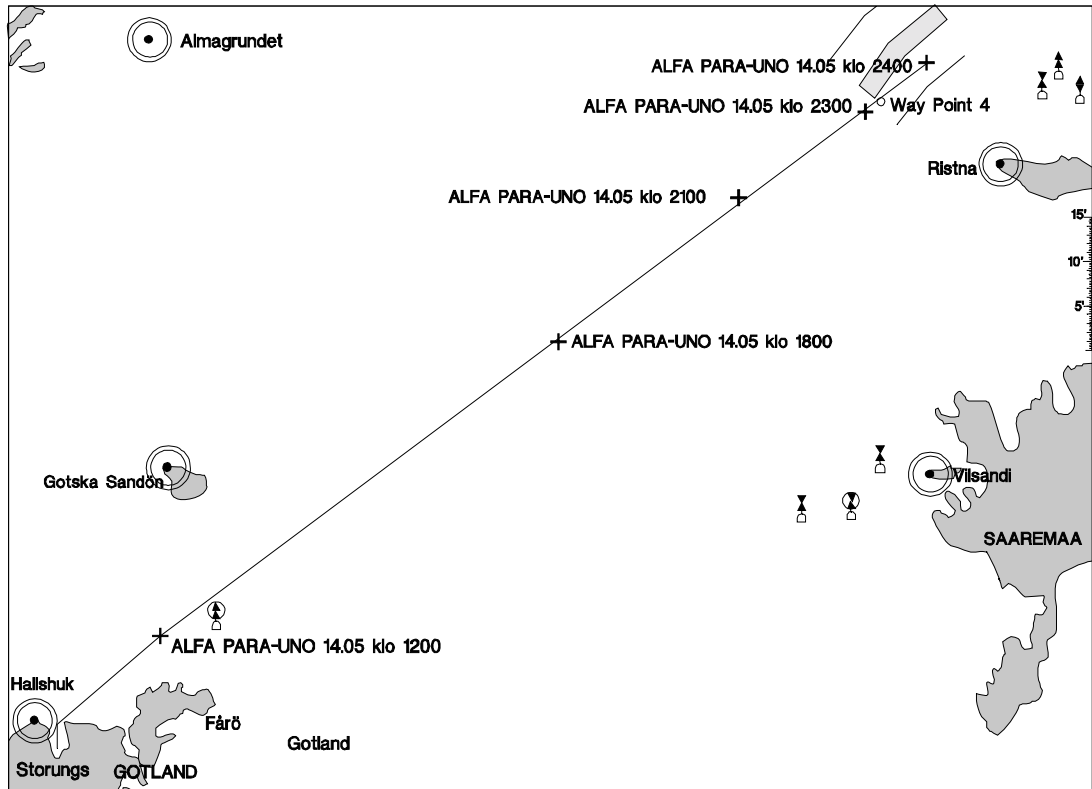 Almagrundet
ALFA PARA-UNO 14.05 klo 2400
ALFA PARA-UNO 14.05 klo 2300
Way Point 4
Ristna
ALFA PARA-UNO 14.05 klo 2100
15'
10'
5'
ALFA PARA-UNO 14.05 klo 1800
Gotska Sandön
Vilsandi
SAAREMAA
ALFA PARA-UNO 14.05 klo 1200
Hallshuk
Fårö
Gotland
Storungs
GOTLAND